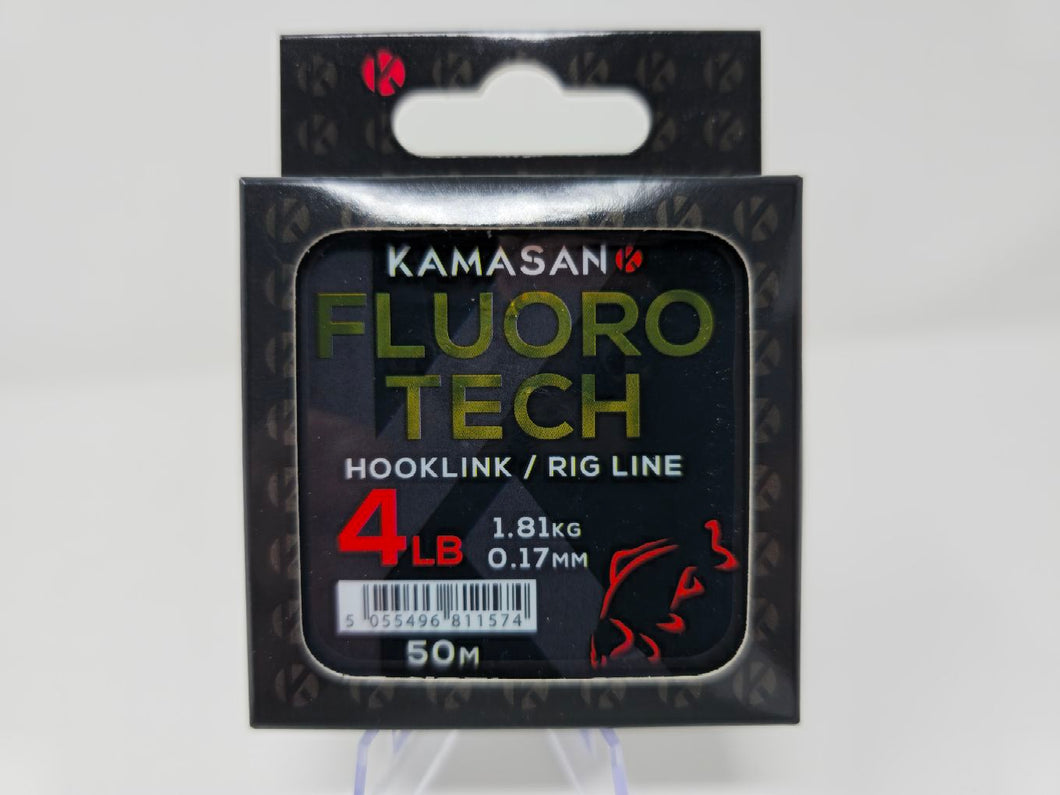 KAMASAN
FLUORO
TECH
HOOKLINK / RIG LINE
4LB
1.81KG
0.17MM
5 055496 811574
50M